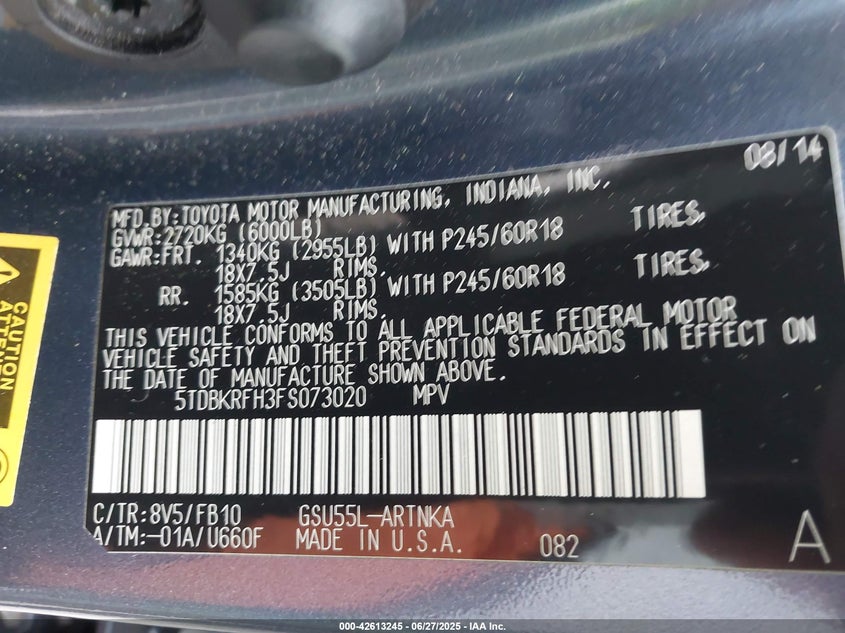 08/14
MFD.BY:TOYOTA MOTOR MANUFACTURING, INDIANA, INC.
GVWR:2720KG (6000LB)
GAWR:FRT. 1340KG (2955LB) WITH P245/60R18 TIRES,
18X7.5J RIMS,
RR. 1585KG (3505LB) WITH P245/60R18 TIRES,
18X7.5J RIMS.
THIS VEHICLE CONFORMS TO ALL APPLICABLE FEDERAL MOTOR
VEHICLE SAFETY AND THEFT PREVENTION STANDARDS IN EFFECT ON
THE DATE OF MANUFACTURE SHOWN ABOVE.
5TDBKRFH3FS073020 MPV
C/TR:8V5/FB10 GSU55L-ARTNKA
A/TM:-01A/U660F MADE IN U.S.A. 082 A
CAUTION
000-42613245 - 06/27/2025 - IAA Inc.